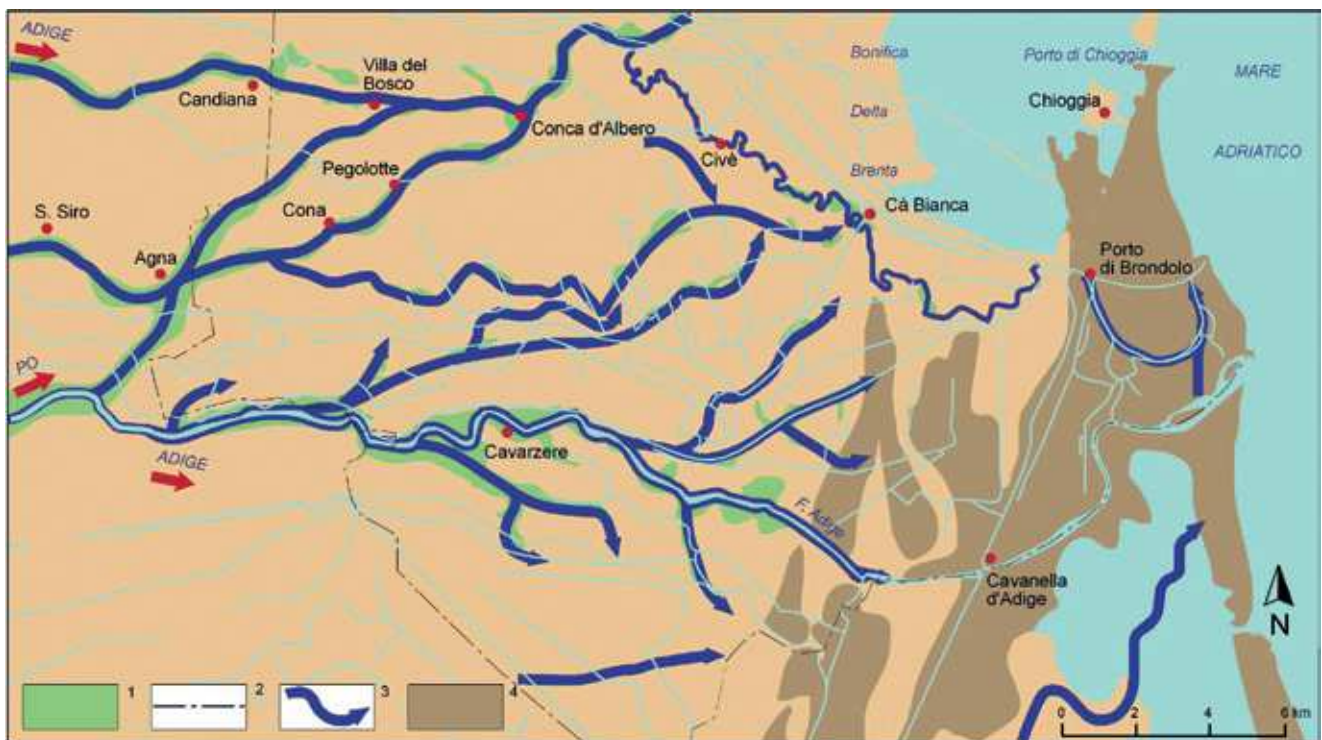 ADIGE
Candiana
Villa del
Bosco
Conca d'Albero
Pegolotte
Cona
S. Siro
Agna
PO
ADIGE
Cavarzere
Civè
Cà Bianca
Bonifica
Delta
Brenta
Porto di Chioggia
Chioggia
MARE
ADRIATICO
Porto
di Brondolo
F. Adige
Cavanella
d'Adige
N
0 2 4 6 km
1 2 3 4